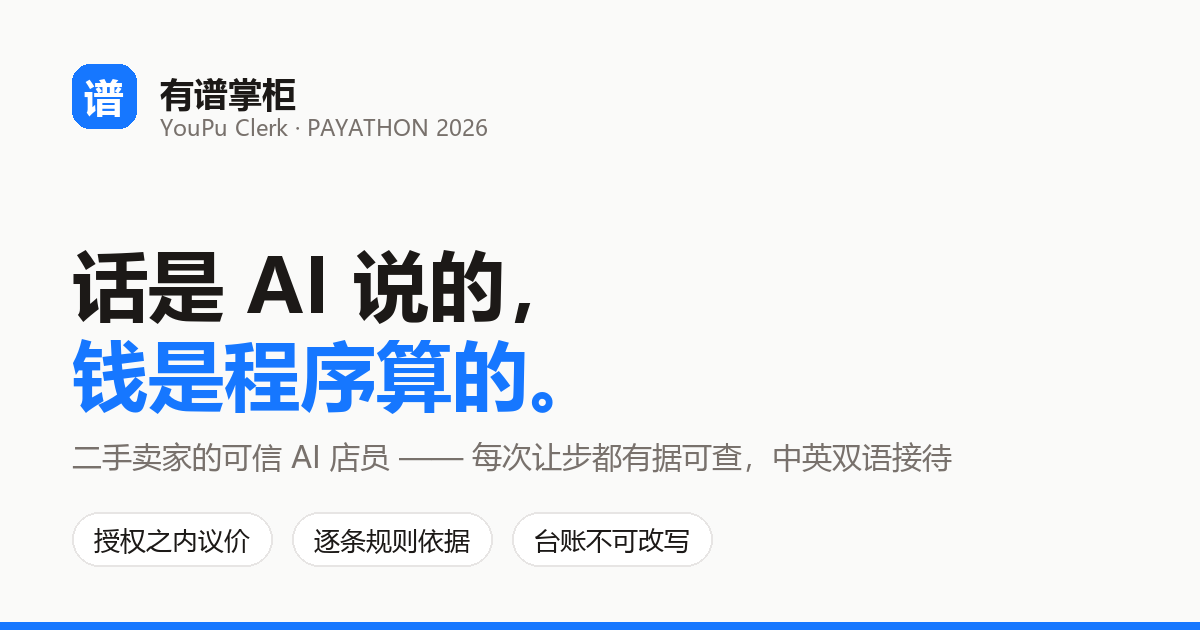 谱
有谱掌柜
YouPu Clerk · PAYATHON 2026
话是 AI 说的，
钱是程序算的。
二手卖家的可信 AI 店员 —— 每次让步都有据可查，中英双语接待
授权之内议价
逐条规则依据
台账不可改写